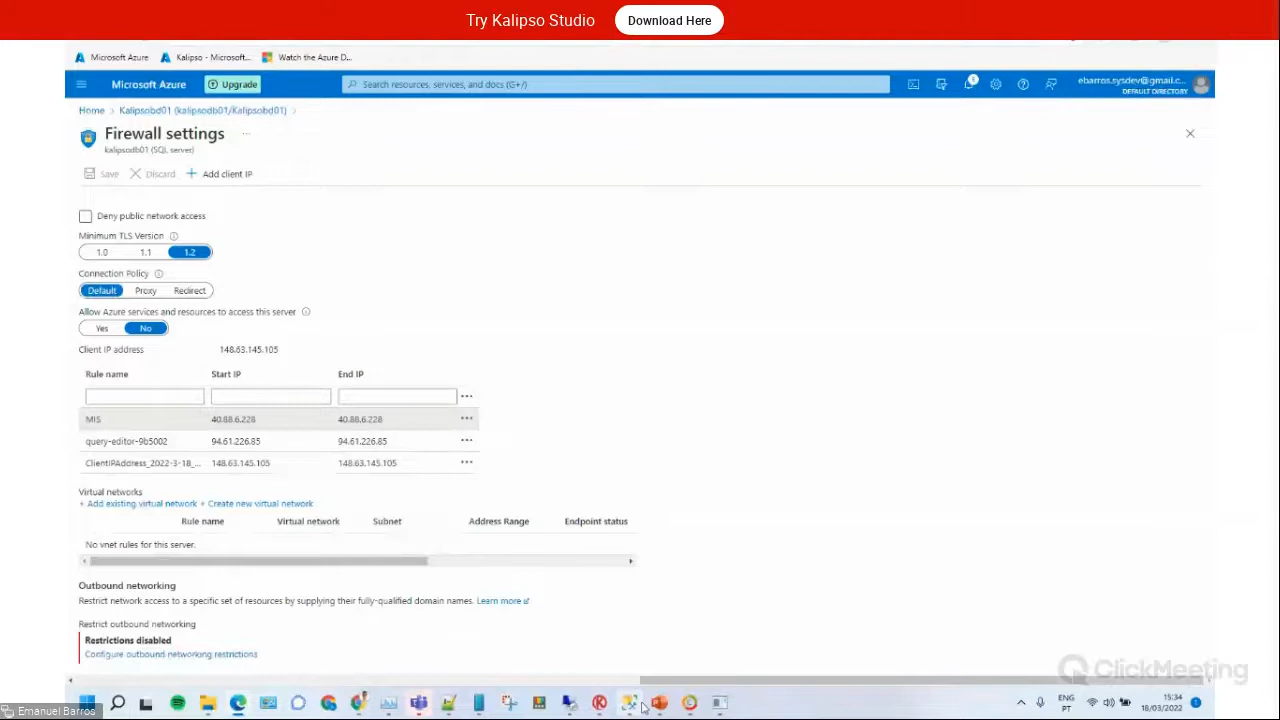 Try Kalipso Studio Download Here
Microsoft Azure Kalipso - Microsoft... Watch the Azure D...
Microsoft Azure Upgrade Search resources, services, and docs (G+/) 1 ebarros.sysdev@gmail.c...
DEFAULT DIRECTORY
Home > Kalipsobd01 (kalipsodb01/Kalipsobd01) >
Firewall settings ...
kalipsodb01 (SQL server)
Save Discard + Add client IP
Deny public network access
Minimum TLS Version
1.0 1.1 1.2
Connection Policy
Default Proxy Redirect
Allow Azure services and resources to access this server
Yes No
Client IP address 148.63.145.105
Rule name Start IP End IP
MIS 40.88.6.228 40.88.6.228
query-editor-9b5002 94.61.226.85 94.61.226.85
ClientIPAddress_2022-3-18_... 148.63.145.105 148.63.145.105
Virtual networks
+ Add existing virtual network + Create new virtual network
Rule name Virtual network Subnet Address Range Endpoint status
No vnet rules for this server.
Outbound networking
Restrict network access to a specific set of resources by supplying their fully-qualified domain names. Learn more
Restrict outbound networking
Restrictions disabled
Configure outbound networking restrictions
ClickMeeting
ENG
PT
15:34
18/03/2022
Emanuel Barros